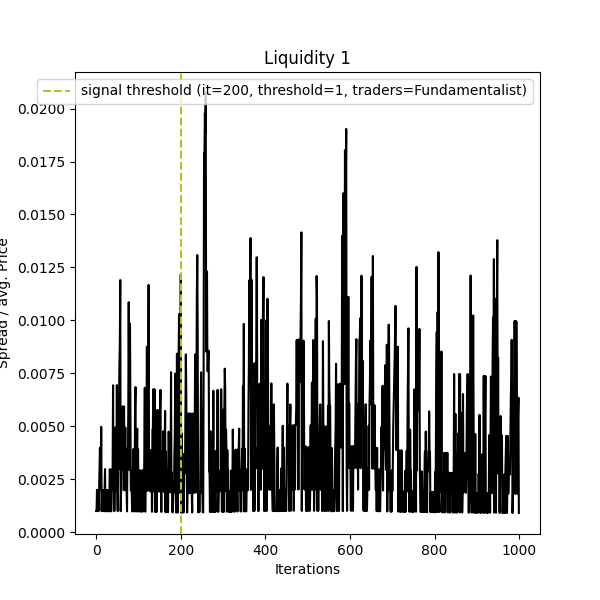 Liquidity 1
signal threshold (it=200, threshold=1, traders=Fundamentalist)
0.0200
0.0175
0.0150
0.0125
0.0100
0.0075
0.0050
0.0025
0.0000
Spread / avg. Price
0 200 400 600 800 1000
Iterations